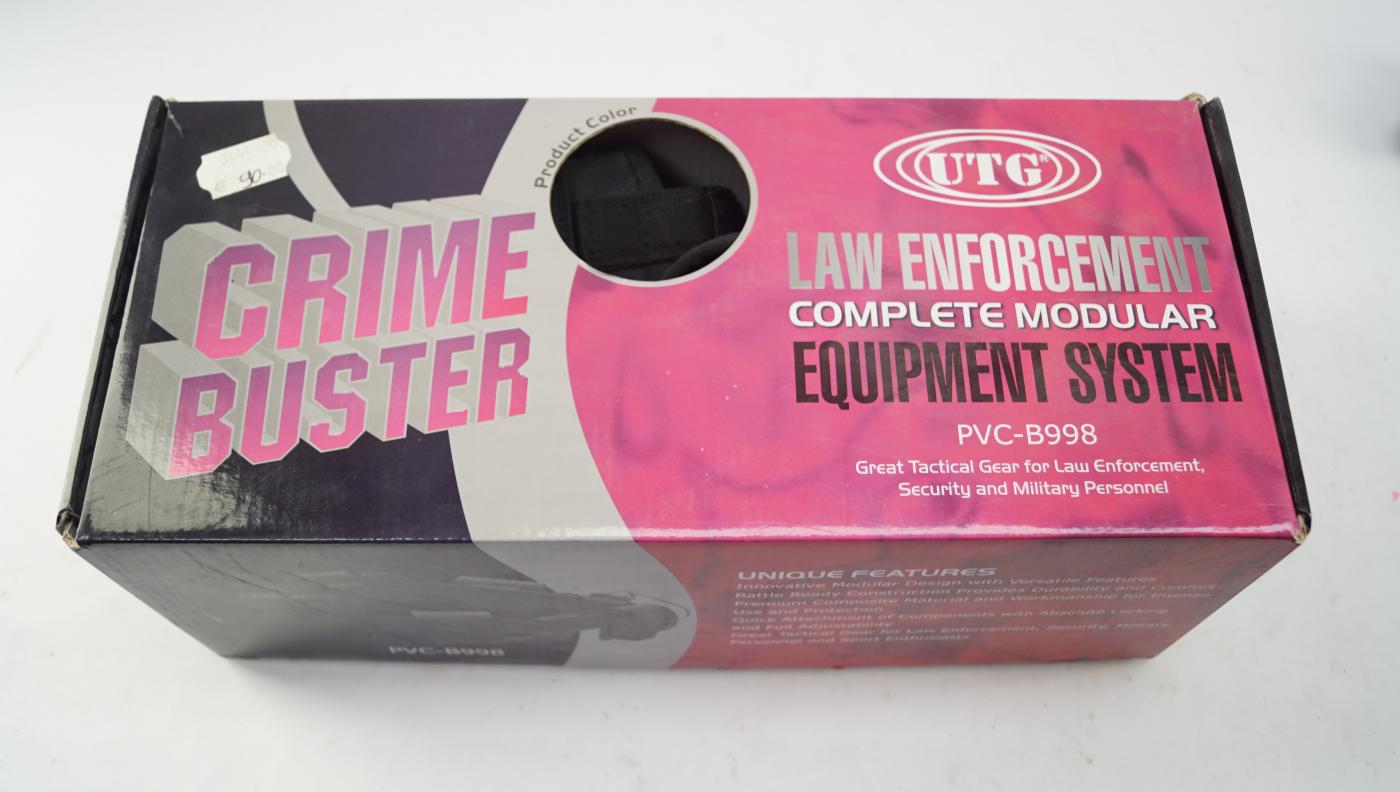 90.00
Product Color
CRIME
BUSTER
UTG®
LAW ENFORCEMENT
COMPLETE MODULAR
EQUIPMENT SYSTEM
PVC-B998
Great Tactical Gear for Law Enforcement,
Security and Military Personnel
UNIQUE FEATURES
Innovative Modular Design with Versatile Features
Battle Ready Construction Provides Durability and Comfort
Premium Composite Material and Workmanship for Intense
Use and Protection
Quick Attachment of Components with Absolute Locking
and Full Adjustability
Great Tactical Gear for Law Enforcement, Security, Military
Personnel and Sport Enthusiasts
PVC-B998